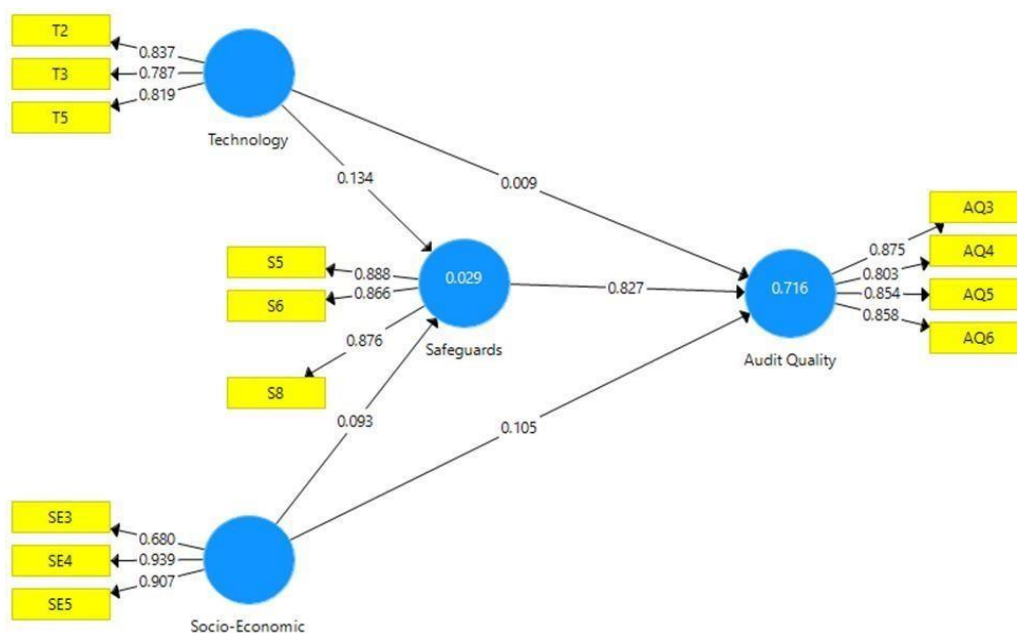 T2
0.837
T3
0.787
T5
0.819
Technology
0.134
0.009
S5
0.888
S6
0.866
0.876
S8
0.029
Safeguards
0.827
0.716
Audit Quality
AQ3
0.875
AQ4
0.803
AQ5
0.854
AQ6
0.858
0.093
0.105
SE3
0.680
SE4
0.939
SE5
0.907
Socio-Economic